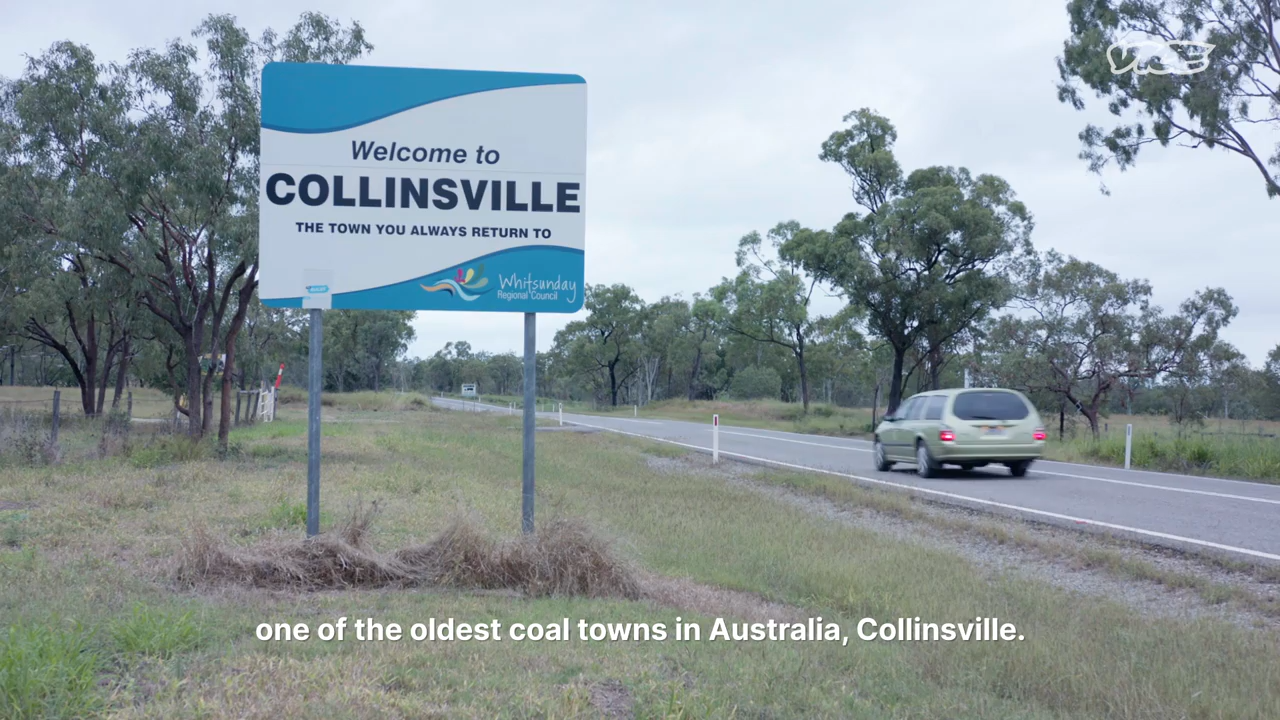 VICE
Welcome to
COLLINSVILLE
THE TOWN YOU ALWAYS RETURN TO
Whitsunday
Regional Council
one of the oldest coal towns in Australia, Collinsville.